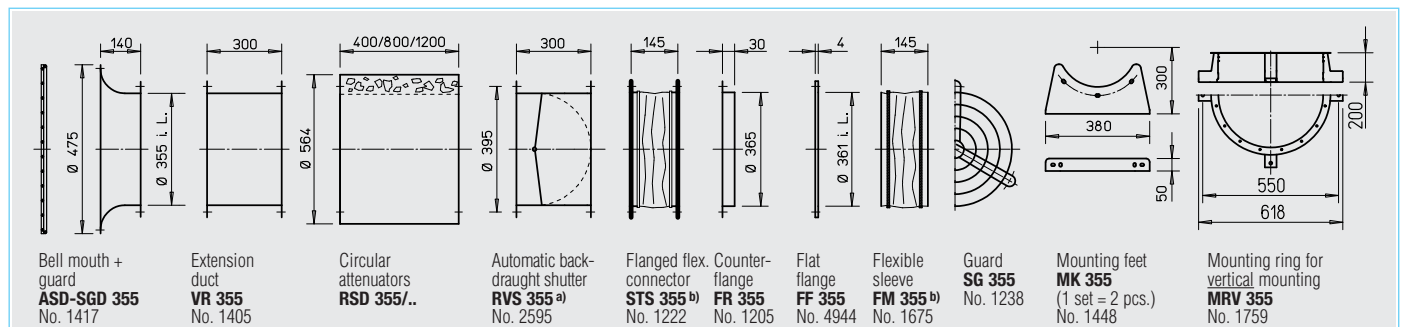 140
Ø 475
Ø 355 i. L.
Bell mouth +
guard
ASD-SGD 355
No. 1417
300
Extension
duct
VR 355
No. 1405
400/800/1200
Ø 564
Circular
attenuators
RSD 355/..
300
Ø 395
Automatic back-
draught shutter
RVS 355 a)
No. 2595
145
Flanged flex.
connector
STS 355 b)
No. 1222
30
Ø 365
Counter-
flange
FR 355
No. 1205
4
Ø 361 i. L.
Flat
flange
FF 355
No. 4944
145
Flexible
sleeve
FM 355 b)
No. 1675
Guard
SG 355
No. 1238
300
380
50
Mounting feet
MK 355
(1 set = 2 pcs.)
No. 1448
200
550
618
Mounting ring for
vertical mounting
MRV 355
No. 1759